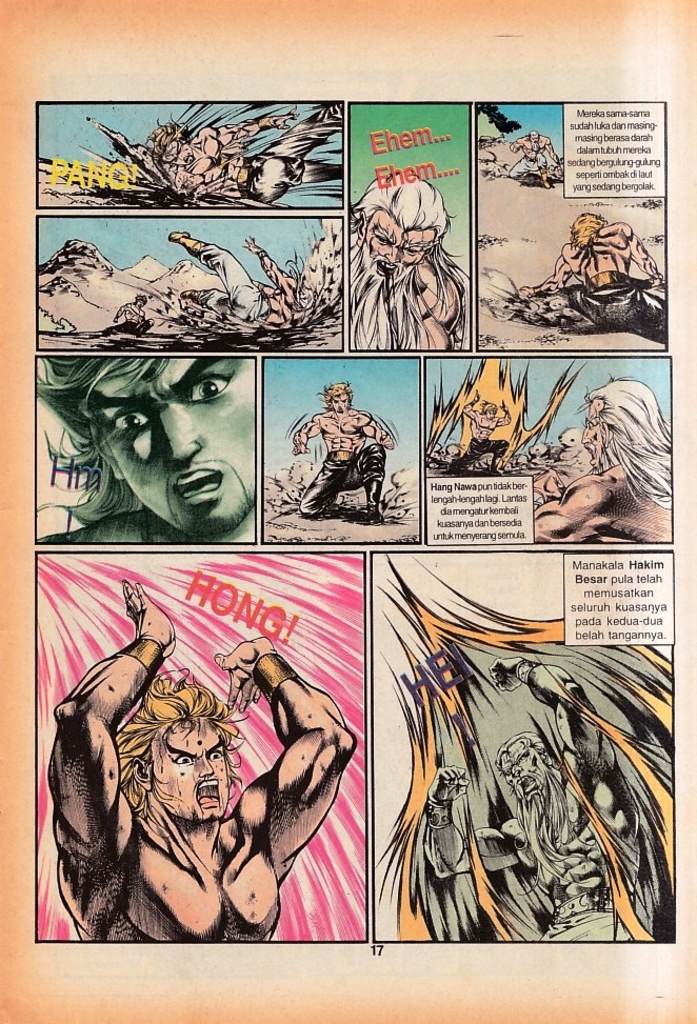 PANG!
Ehem...
Ehem....
Mereka sama-sama
sudah luka dan masing-
masing berasa darah
dalam tubuh mereka
sedang bergulung-gulung
seperti ombak di laut
yang sedang bergolak.
Hm
Hang Nawa pun tidak ber-
lengah-lengah lagi. Lantas
dia mengatur kembali
kuasanya dan bersedia
untuk menyerang semula.
HONG!
Manakala Hakim
Besar pula telah
memusatkan
seluruh kuasanya
pada kedua-dua
belah tangannya.
HEI
17